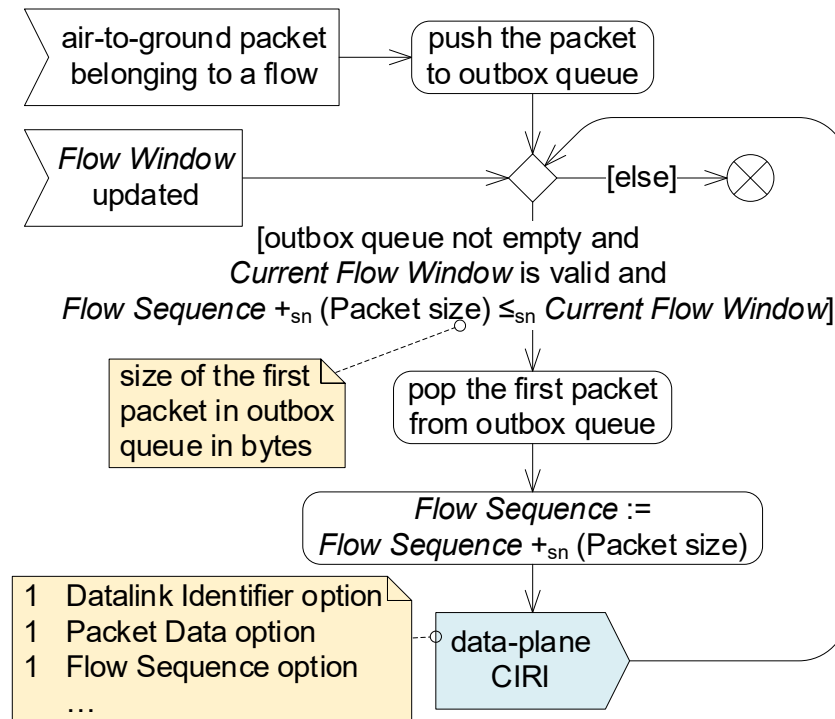 air-to-ground packet
belonging to a flow
push the packet
to outbox queue
Flow Window
updated
[else]
[outbox queue not empty and
Current Flow Window is valid and
Flow Sequence +sn (Packet size) ≤sn Current Flow Window]
size of the first
packet in outbox
queue in bytes
pop the first packet
from outbox queue
Flow Sequence :=
Flow Sequence +sn (Packet size)
1 Datalink Identifier option
1 Packet Data option
1 Flow Sequence option
…
data-plane
CIRI